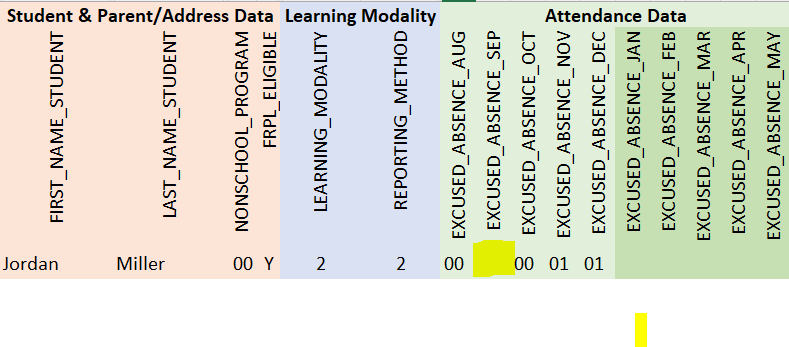 Student & Parent/Address Data Learning Modality Attendance Data
FIRST_NAME_STUDENT
LAST_NAME_STUDENT
NONSCHOOL_PROGRAM
FRPL_ELIGIBLE
LEARNING_MODALITY
REPORTING_METHOD
EXCUSED_ABSENCE_AUG
EXCUSED_ABSENCE_SEP
EXCUSED_ABSENCE_OCT
EXCUSED_ABSENCE_NOV
EXCUSED_ABSENCE_DEC
EXCUSED_ABSENCE_JAN
EXCUSED_ABSENCE_FEB
EXCUSED_ABSENCE_MAR
EXCUSED_ABSENCE_APR
EXCUSED_ABSENCE_MAY
Jordan Miller 00 Y 2 2 00 00 01 01